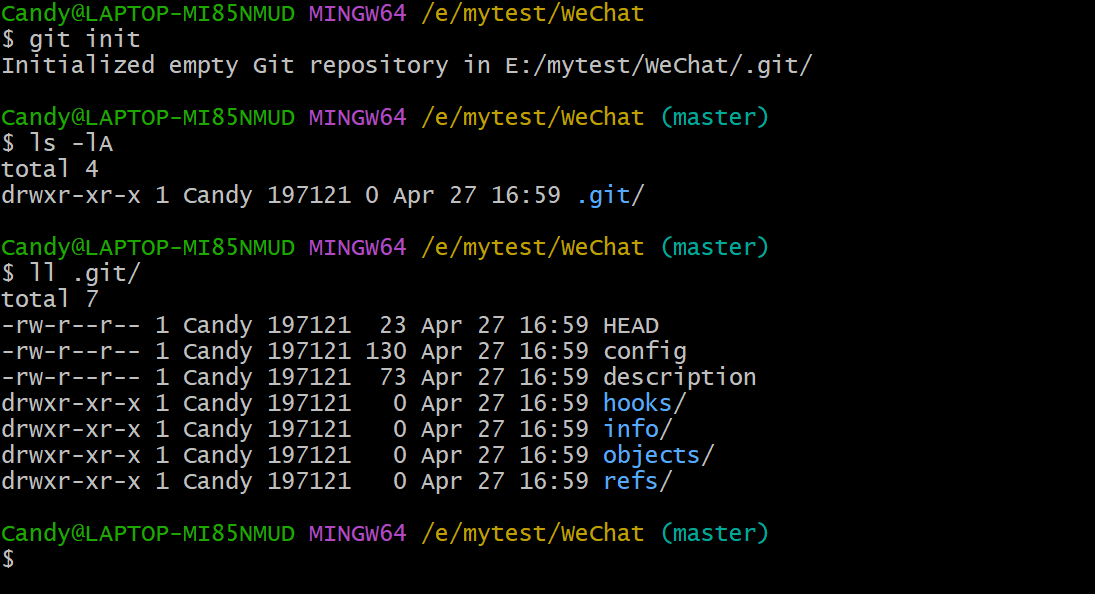 Candy@LAPTOP-MI85NMUD MINGW64 /e/mytest/WeChat
$ git init
Initialized empty Git repository in E:/mytest/WeChat/.git/
Candy@LAPTOP-MI85NMUD MINGW64 /e/mytest/WeChat (master)
$ ls -lA
total 4
drwxr-xr-x 1 Candy 197121 0 Apr 27 16:59 .git/
Candy@LAPTOP-MI85NMUD MINGW64 /e/mytest/WeChat (master)
$ ll .git/
total 7
-rw-r--r-- 1 Candy 197121  23 Apr 27 16:59 HEAD
-rw-r--r-- 1 Candy 197121 130 Apr 27 16:59 config
-rw-r--r-- 1 Candy 197121  73 Apr 27 16:59 description
drwxr-xr-x 1 Candy 197121   0 Apr 27 16:59 hooks/
drwxr-xr-x 1 Candy 197121   0 Apr 27 16:59 info/
drwxr-xr-x 1 Candy 197121   0 Apr 27 16:59 objects/
drwxr-xr-x 1 Candy 197121   0 Apr 27 16:59 refs/
Candy@LAPTOP-MI85NMUD MINGW64 /e/mytest/WeChat (master)
$